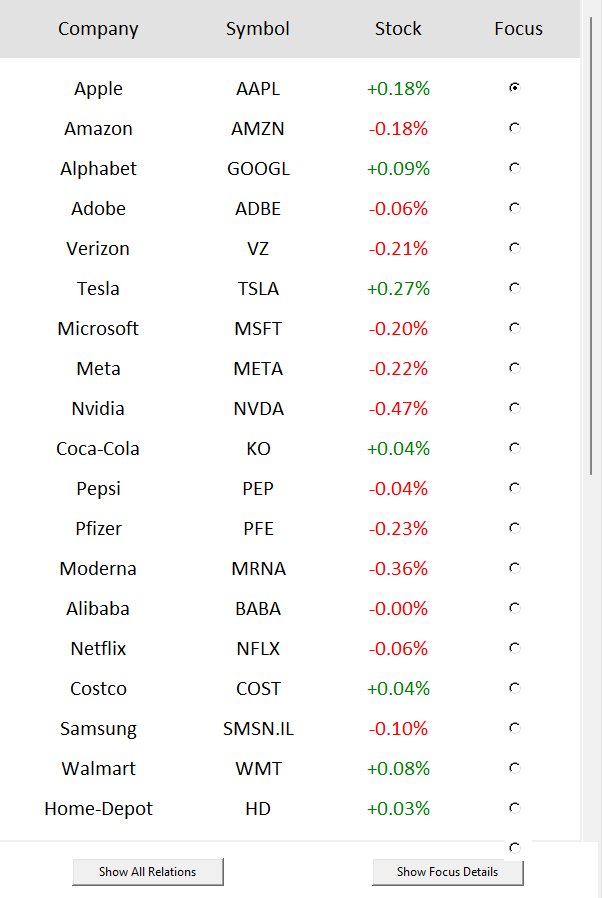 Company Symbol Stock Focus
Apple AAPL +0.18%
Amazon AMZN -0.18%
Alphabet GOOGL +0.09%
Adobe ADBE -0.06%
Verizon VZ -0.21%
Tesla TSLA +0.27%
Microsoft MSFT -0.20%
Meta META -0.22%
Nvidia NVDA -0.47%
Coca-Cola KO +0.04%
Pepsi PEP -0.04%
Pfizer PFE -0.23%
Moderna MRNA -0.36%
Alibaba BABA -0.00%
Netflix NFLX -0.06%
Costco COST +0.04%
Samsung SMSN.IL -0.10%
Walmart WMT +0.08%
Home-Depot HD +0.03%
Show All Relations Show Focus Details